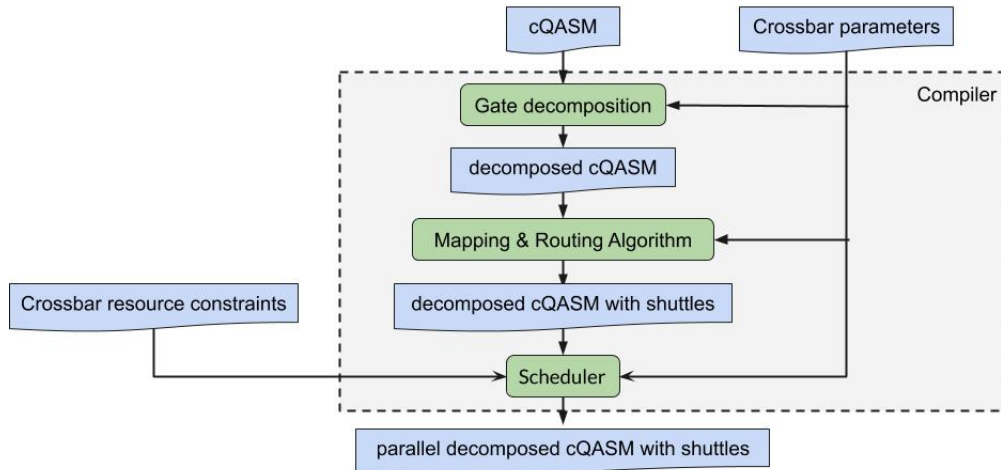 cQASM
Crossbar parameters
Compiler
Gate decomposition
decomposed cQASM
Mapping & Routing Algorithm
Crossbar resource constraints
decomposed cQASM with shuttles
Scheduler
parallel decomposed cQASM with shuttles